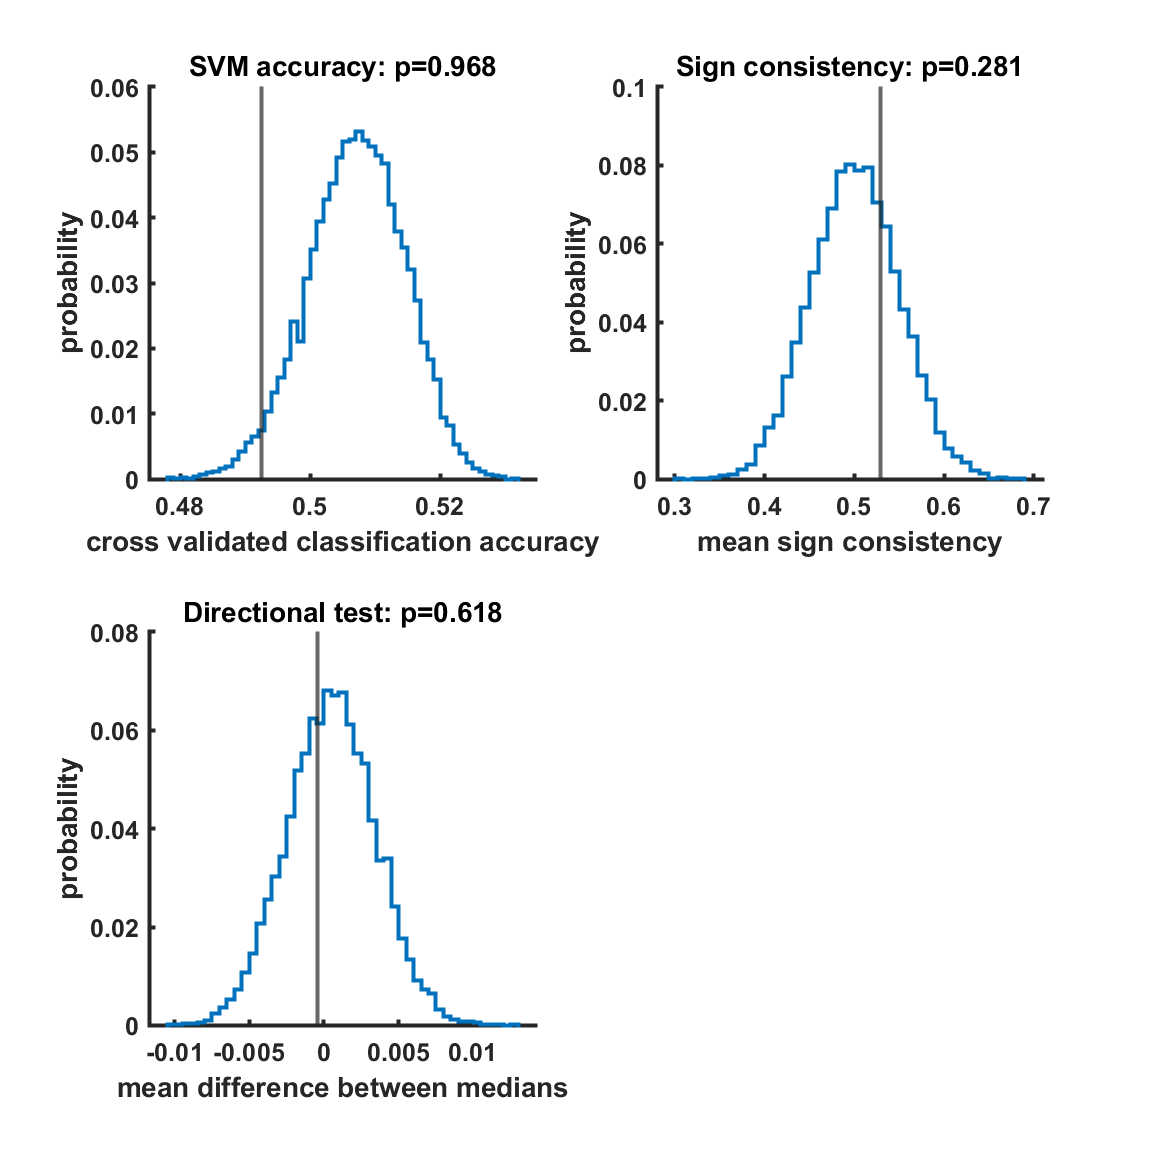 SVM accuracy: p=0.968
0.06
0.05
0.04
0.03
0.02
0.01
0
probability
0.48 0.5 0.52
cross validated classification accuracy
Sign consistency: p=0.281
0.1
0.08
0.06
0.04
0.02
0
probability
0.3 0.4 0.5 0.6 0.7
mean sign consistency
Directional test: p=0.618
0.08
0.06
0.04
0.02
0
probability
-0.01 -0.005 0 0.005 0.01
mean difference between medians